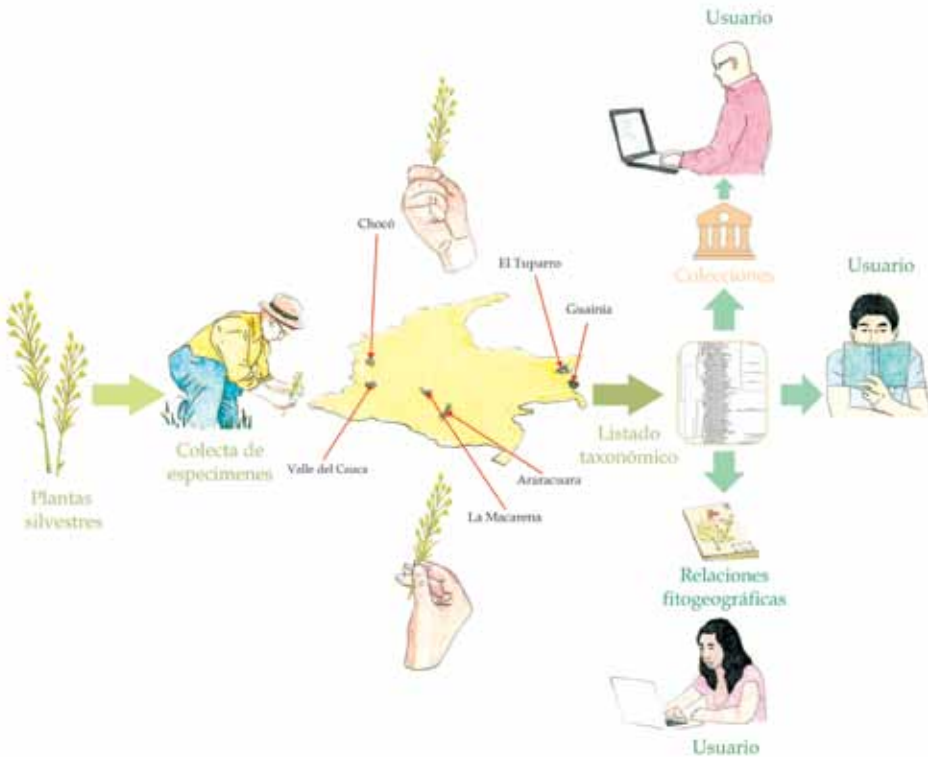 Usuario
Chocó
El Tuparro
Guainía
Colecciones
Usuario
Colecta de
especímenes
Valle del Cauca
Listado
taxonómico
Araracuara
La Macarena
Plantas
silvestres
Relaciones
fitogeográficas
Usuario